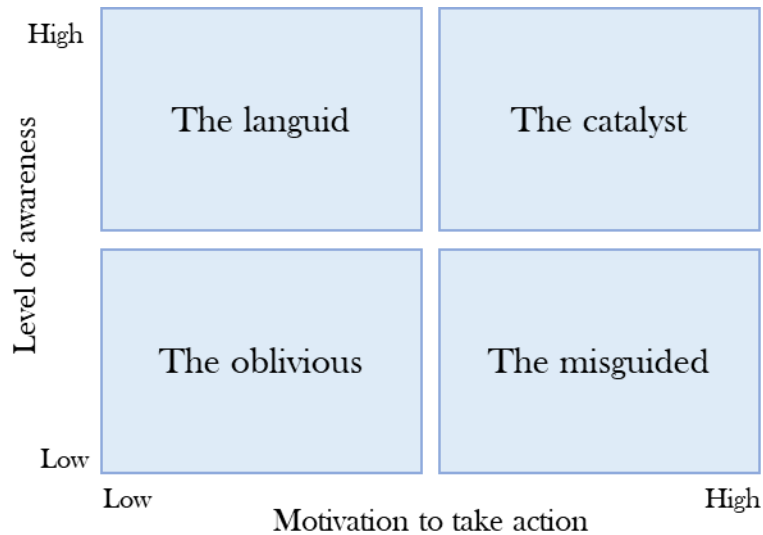 High
The languid
The catalyst
Level of awareness
The oblivious
The misguided
Low
Low
High
Motivation to take action